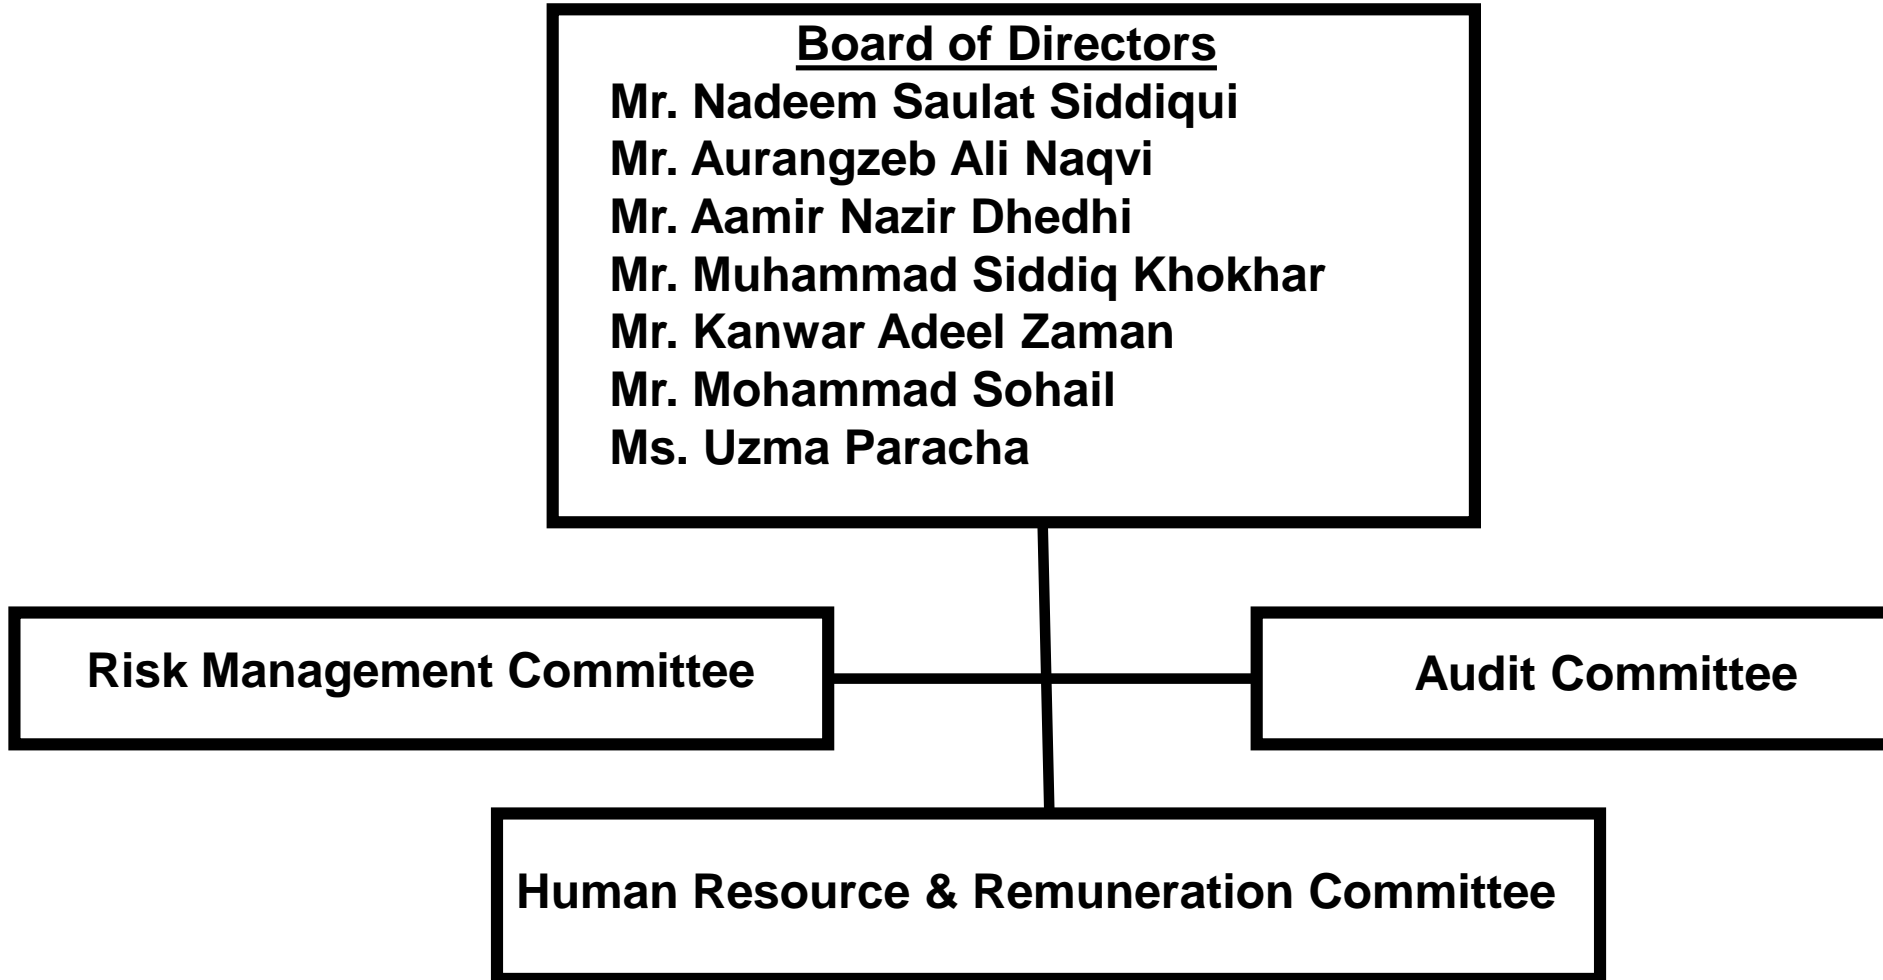 Board of Directors
Mr. Nadeem Saulat Siddiqui
Mr. Aurangzeb Ali Naqvi
Mr. Aamir Nazir Dhedhi
Mr. Muhammad Siddiq Khokhar
Mr. Kanwar Adeel Zaman
Mr. Mohammad Sohail
Ms. Uzma Paracha
Risk Management Committee
Audit Committee
Human Resource & Remuneration Committee